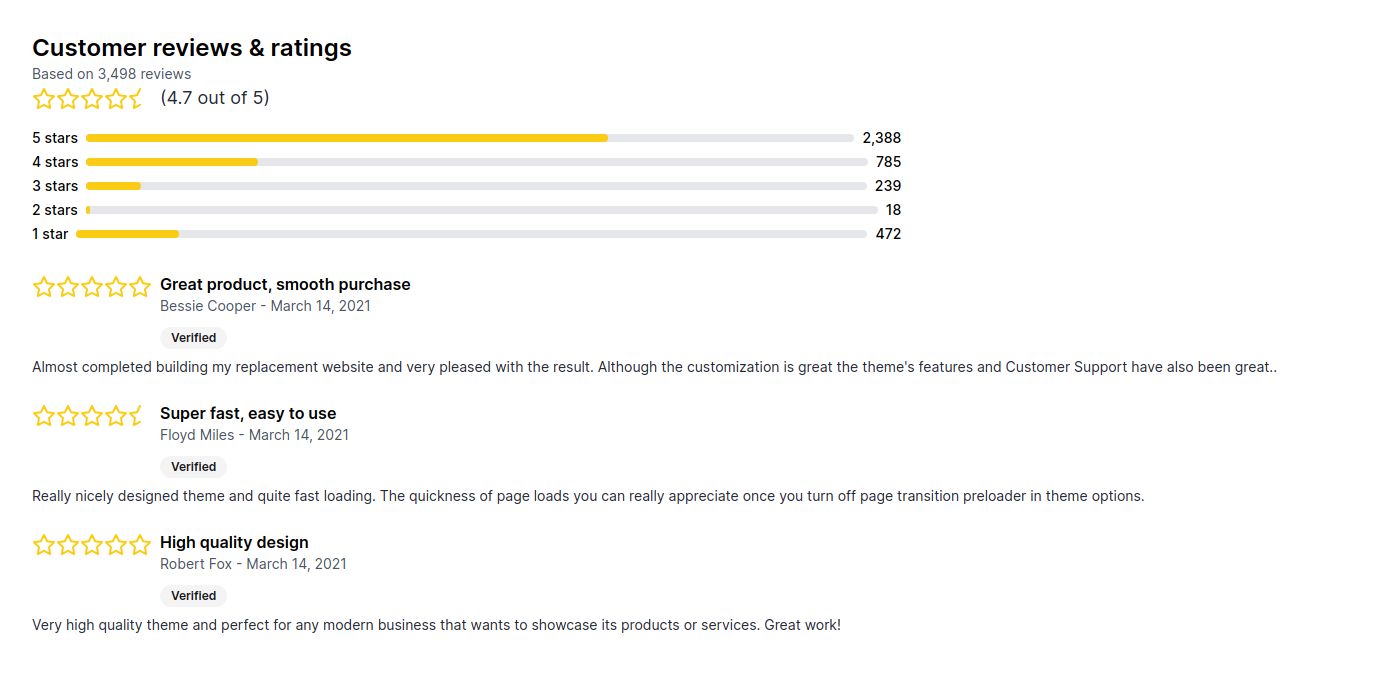 Customer reviews & ratings
Based on 3,498 reviews
(4.7 out of 5)
5 stars 2,388
4 stars 785
3 stars 239
2 stars 18
1 star 472
Great product, smooth purchase
Bessie Cooper - March 14, 2021
Verified
Almost completed building my replacement website and very pleased with the result. Although the customization is great the theme's features and Customer Support have also been great..
Super fast, easy to use
Floyd Miles - March 14, 2021
Verified
Really nicely designed theme and quite fast loading. The quickness of page loads you can really appreciate once you turn off page transition preloader in theme options.
High quality design
Robert Fox - March 14, 2021
Verified
Very high quality theme and perfect for any modern business that wants to showcase its products or services. Great work!